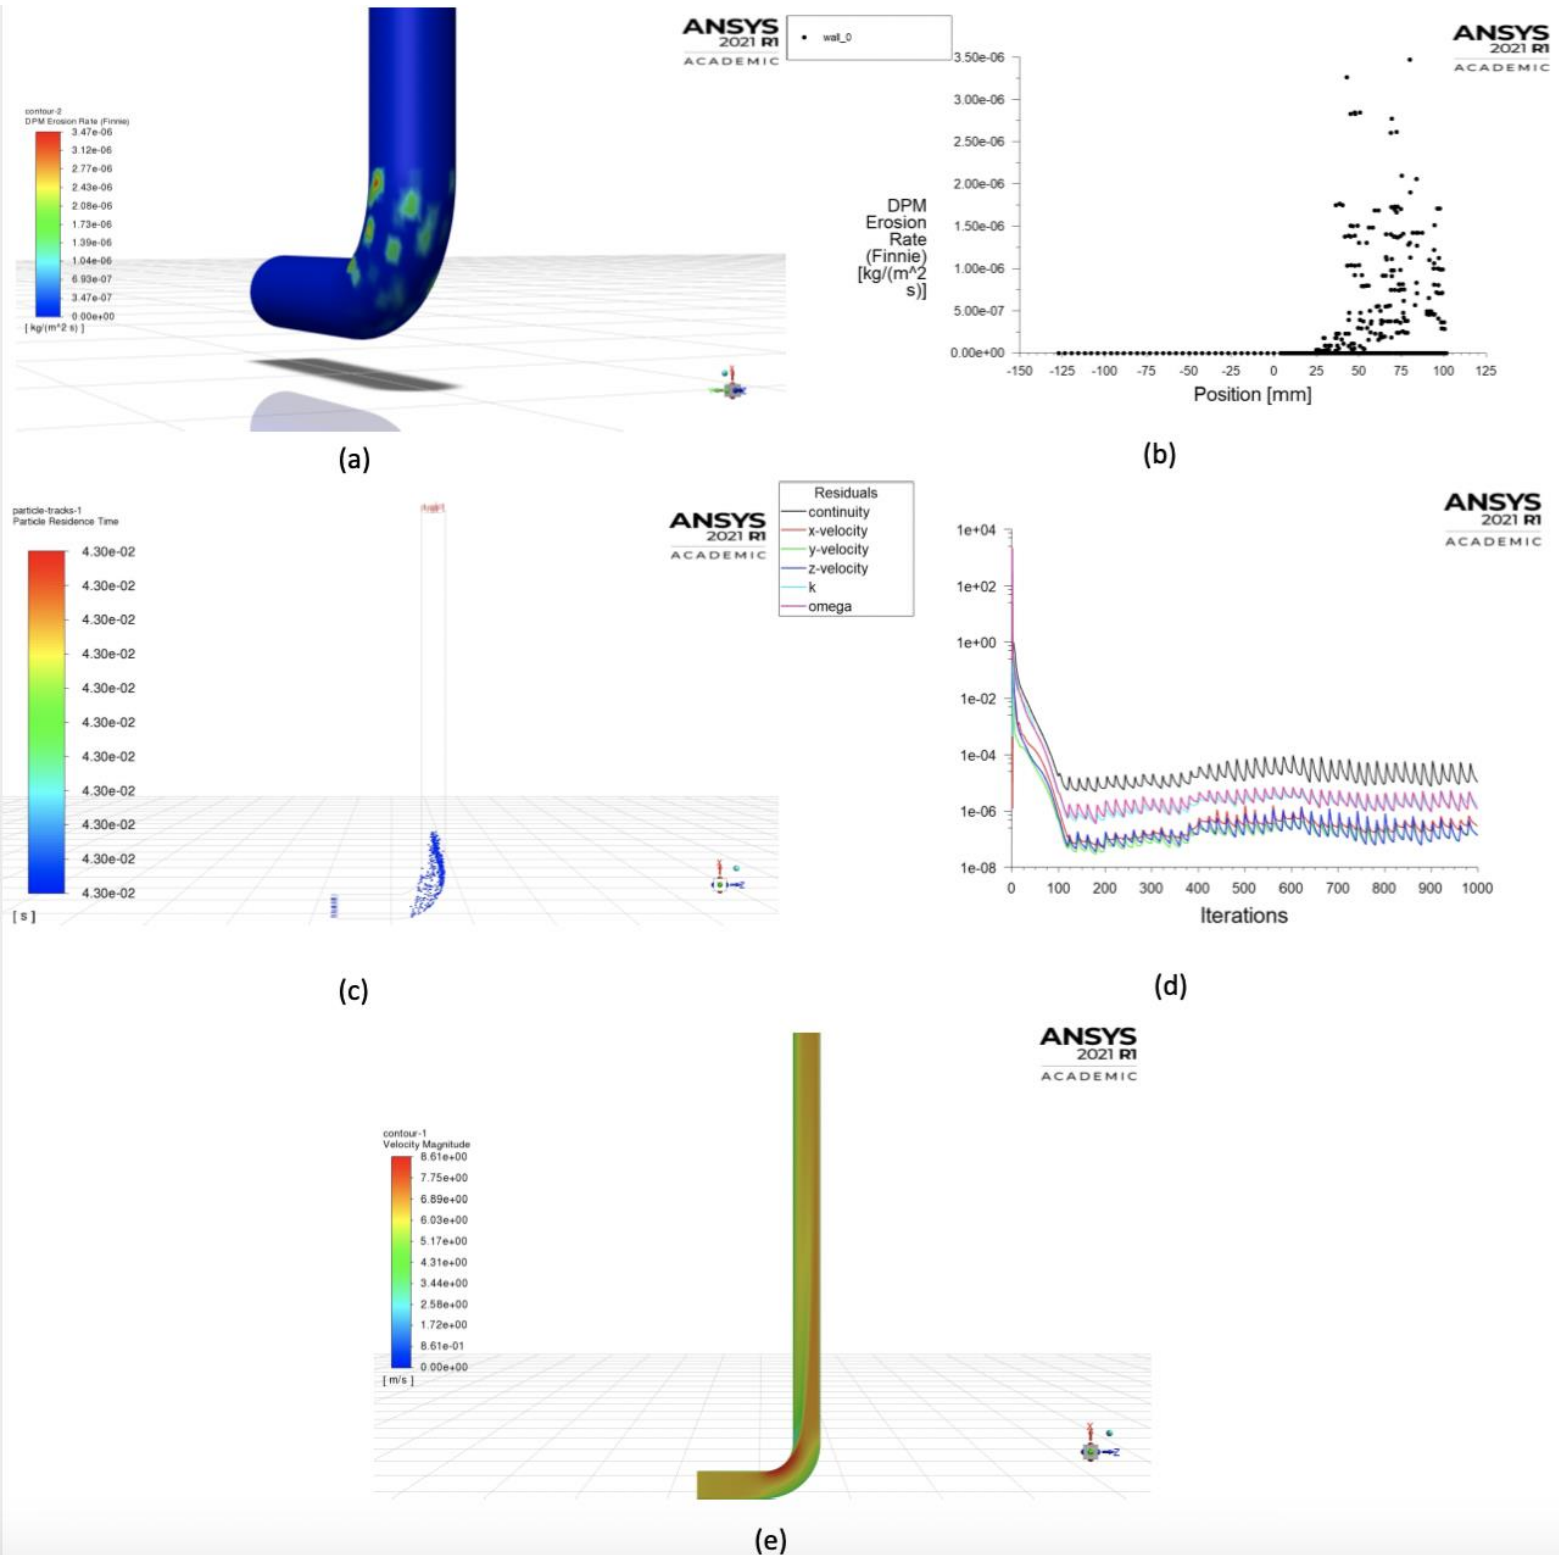 ANSYS
2021 R1
ACADEMIC
contour-2
DPM Erosion Rate (Finnie)
3.47e-06
3.12e-06
2.77e-06
2.43e-06
2.08e-06
1.73e-06
1.39e-06
1.04e-06
6.93e-07
3.47e-07
0.00e+00
[ kg/(m^2 s) ]
(a)
wall_0
ANSYS
2021 R1
ACADEMIC
3.50e-06
3.00e-06
2.50e-06
2.00e-06
1.50e-06
1.00e-06
5.00e-07
0.00e+00
DPM
Erosion
Rate
(Finnie)
[kg/(m^2
s)]
-150 -125 -100 -75 -50 -25 0 25 50 75 100 125
Position [mm]
(b)
particle-tracks-1
Particle Residence Time
4.30e-02
4.30e-02
4.30e-02
4.30e-02
4.30e-02
4.30e-02
4.30e-02
4.30e-02
4.30e-02
4.30e-02
4.30e-02
[ s ]
ANSYS
2021 R1
ACADEMIC
(c)
Residuals
continuity
x-velocity
y-velocity
z-velocity
k
omega
ANSYS
2021 R1
ACADEMIC
1e+04
1e+02
1e+00
1e-02
1e-04
1e-06
1e-08
0 100 200 300 400 500 600 700 800 900 1000
Iterations
(d)
ANSYS
2021 R1
ACADEMIC
contour-1
Velocity Magnitude
8.61e+00
7.75e+00
6.89e+00
6.03e+00
5.17e+00
4.31e+00
3.44e+00
2.58e+00
1.72e+00
8.61e-01
0.00e+00
[ m/s ]
(e)